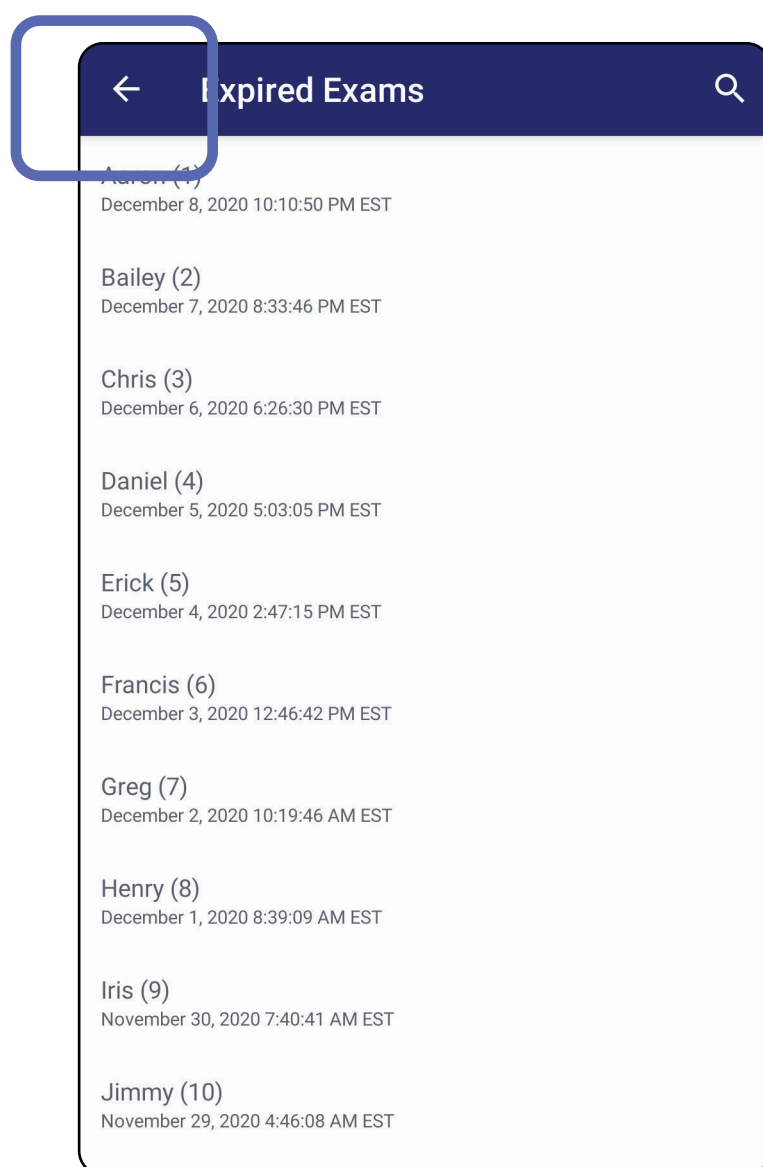 Expired Exams
Aaron (1)
December 8, 2020 10:10:50 PM EST
Bailey (2)
December 7, 2020 8:33:46 PM EST
Chris (3)
December 6, 2020 6:26:30 PM EST
Daniel (4)
December 5, 2020 5:03:05 PM EST
Erick (5)
December 4, 2020 2:47:15 PM EST
Francis (6)
December 3, 2020 12:46:42 PM EST
Greg (7)
December 2, 2020 10:19:46 AM EST
Henry (8)
December 1, 2020 8:39:09 AM EST
Iris (9)
November 30, 2020 7:40:41 AM EST
Jimmy (10)
November 29, 2020 4:46:08 AM EST